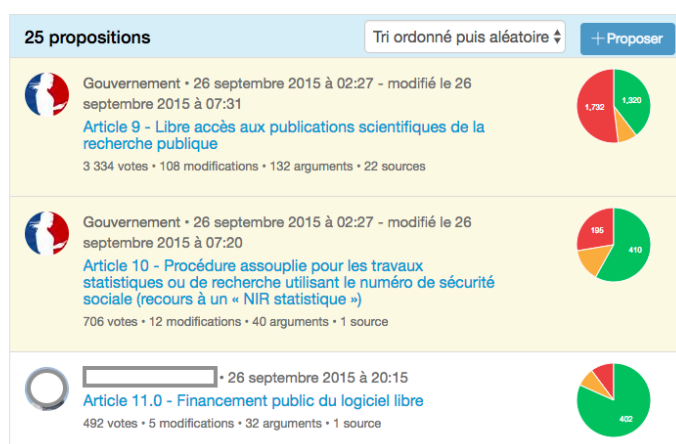 25 propositions
Tri ordonné puis aléatoire
+Proposer
Gouvernement • 26 septembre 2015 à 02:27 - modifié le 26
septembre 2015 à 07:31
Article 9 - Libre accès aux publications scientifiques de la
recherche publique
3 334 votes • 108 modifications • 132 arguments • 22 sources
1,732
1,320
Gouvernement • 26 septembre 2015 à 02:27 - modifié le 26
septembre 2015 à 07:20
Article 10 - Procédure assouplie pour les travaux
statistiques ou de recherche utilisant le numéro de sécurité
sociale (recours à un « NIR statistique »)
706 votes • 12 modifications • 40 arguments • 1 source
195
410
• 26 septembre 2015 à 20:15
Article 11.0 - Financement public du logiciel libre
492 votes • 5 modifications • 32 arguments • 1 source
402